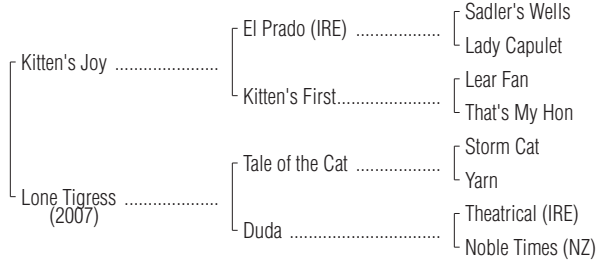 Sadler's Wells
El Prado (IRE) ..................
Lady Capulet
Kitten's Joy ......................
Lear Fan
Kitten's First......................
That's My Hon
Storm Cat
Tale of the Cat ..................
Yarn
Lone Tigress ....................
(2007)
Theatrical (IRE)
Duda ................................
Noble Times (NZ)